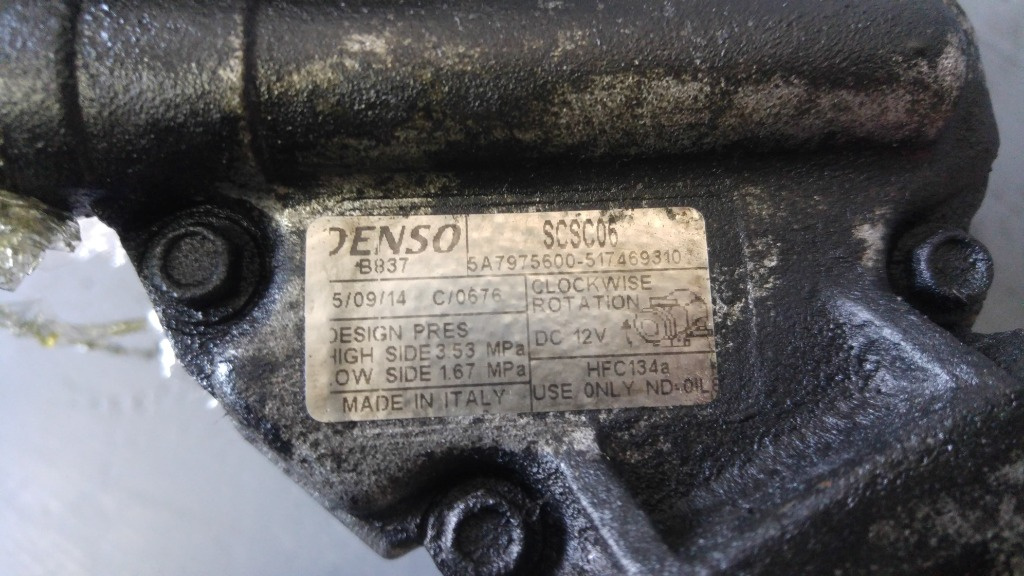 DENSO SCSC06
B837 5A7975600-517469310
5/09/14 C/0676 CLOCKWISE
ROTATION
DESIGN PRES DC 12V
HIGH SIDE 3.53 MPa
LOW SIDE 1.67 MPa HFC134a
MADE IN ITALY USE ONLY ND-OIL